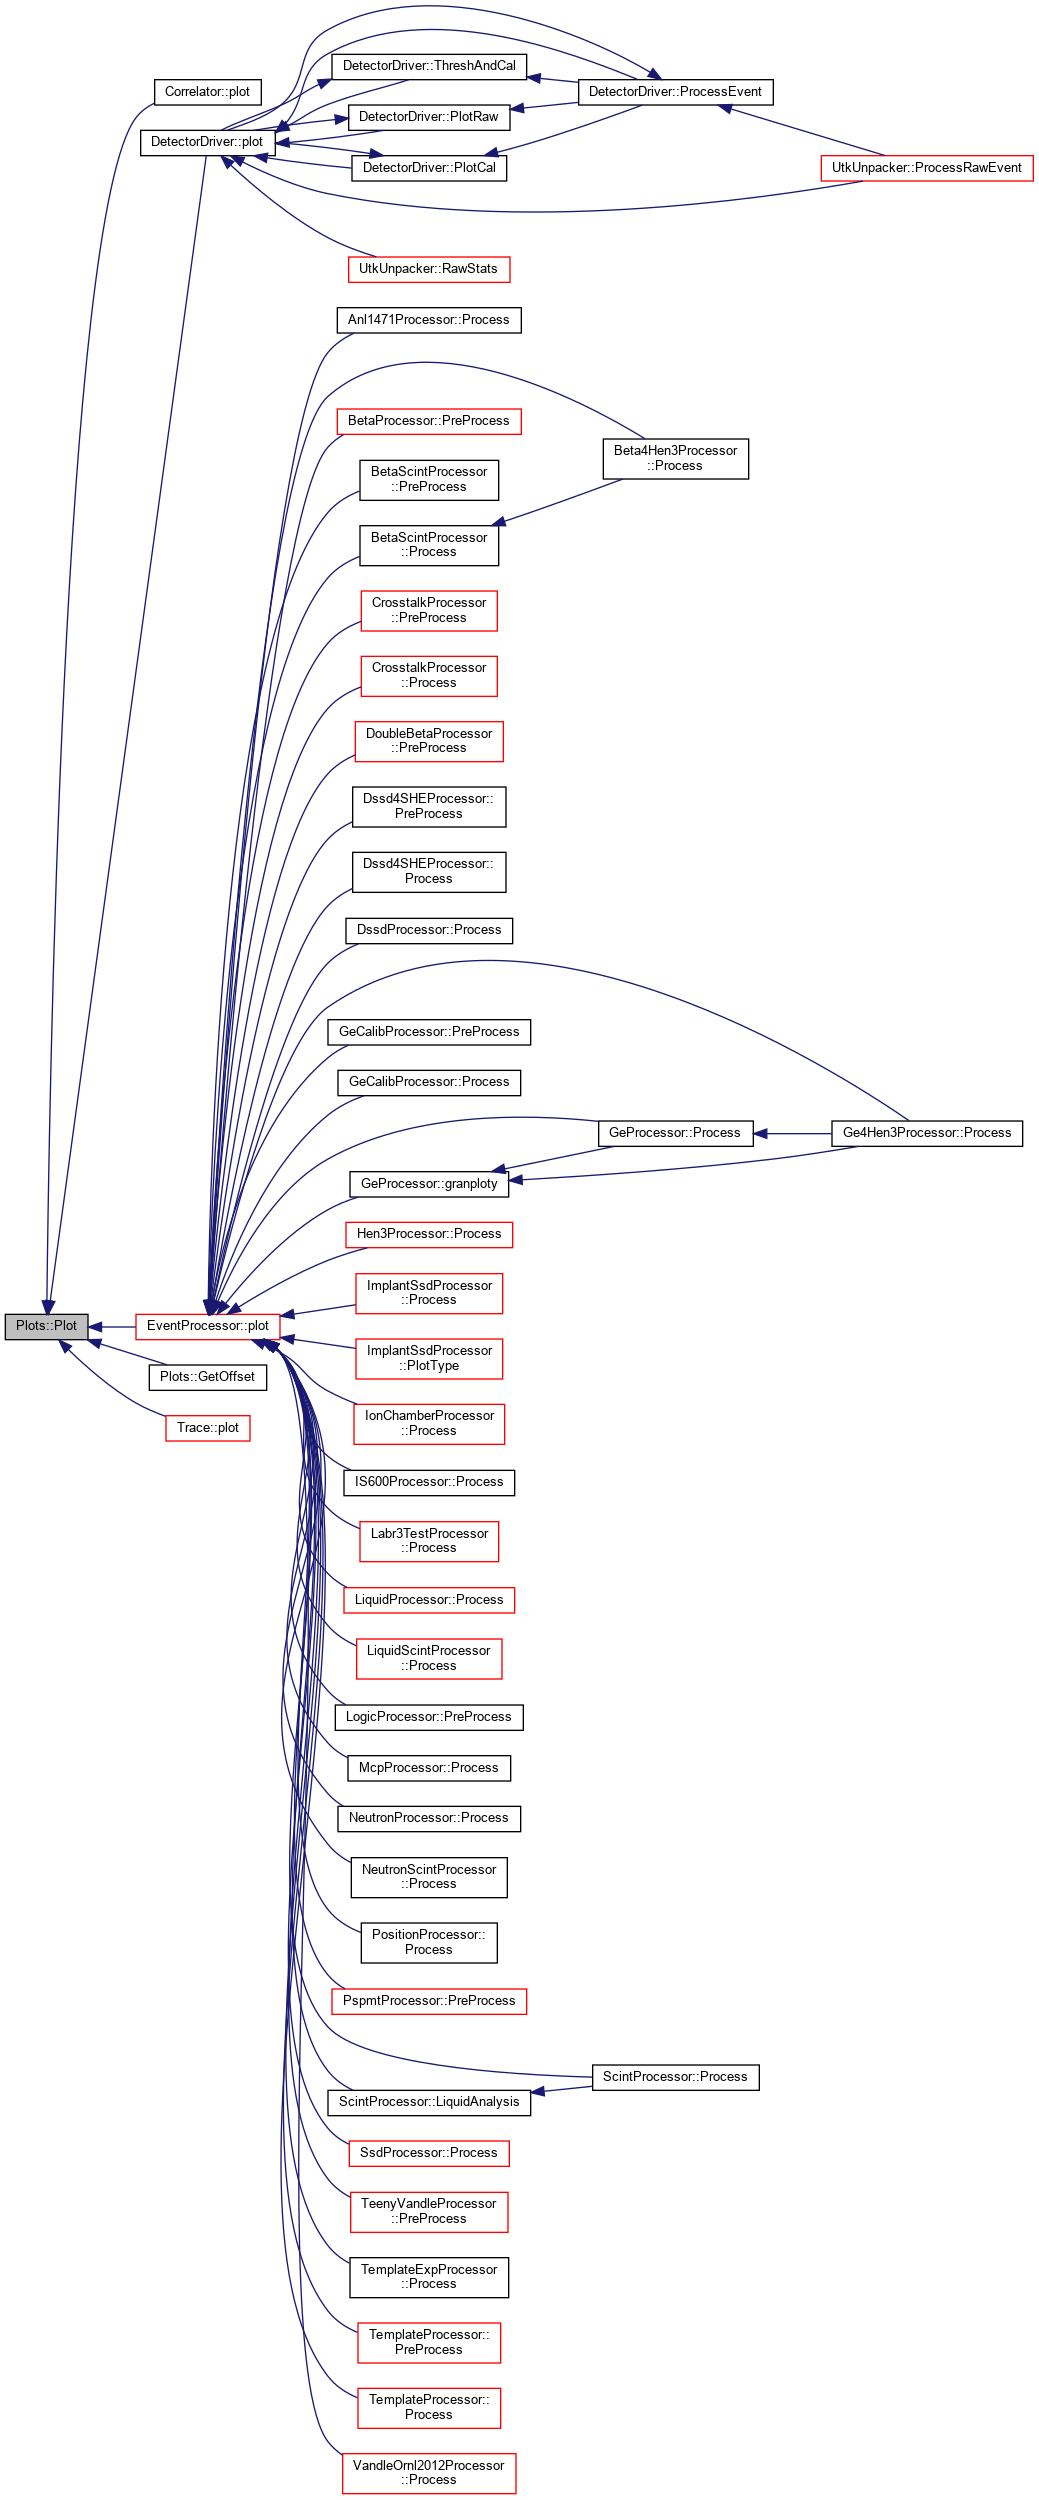 DetectorDriver::ThreshAndCal
Correlator::plot
DetectorDriver::ProcessEvent
DetectorDriver::PlotRaw
DetectorDriver::plot
DetectorDriver::PlotCal
UtkUnpacker::ProcessRawEvent
UtkUnpacker::RawStats
Anl1471Processor::Process
BetaProcessor::PreProcess
Beta4Hen3Processor
::Process
BetaScintProcessor
::PreProcess
BetaScintProcessor
::Process
CrosstalkProcessor
::PreProcess
CrosstalkProcessor
::Process
DoubleBetaProcessor
::PreProcess
Dssd4SHEProcessor::
PreProcess
Dssd4SHEProcessor::
Process
DssdProcessor::Process
GeCalibProcessor::PreProcess
GeCalibProcessor::Process
GeProcessor::Process
Ge4Hen3Processor::Process
GeProcessor::granploty
Hen3Processor::Process
ImplantSsdProcessor
::Process
Plots::Plot
EventProcessor::plot
ImplantSsdProcessor
::PlotType
Plots::GetOffset
Trace::plot
IonChamberProcessor
::Process
IS600Processor::Process
Labr3TestProcessor
::Process
LiquidProcessor::Process
LiquidScintProcessor
::Process
LogicProcessor::PreProcess
McpProcessor::Process
NeutronProcessor::Process
NeutronScintProcessor
::Process
PositionProcessor::
Process
PspmtProcessor::PreProcess
ScintProcessor::Process
ScintProcessor::LiquidAnalysis
SsdProcessor::Process
TeenyVandleProcessor
::PreProcess
TemplateExpProcessor
::Process
TemplateProcessor::
PreProcess
TemplateProcessor::
Process
VandleOrnl2012Processor
::Process